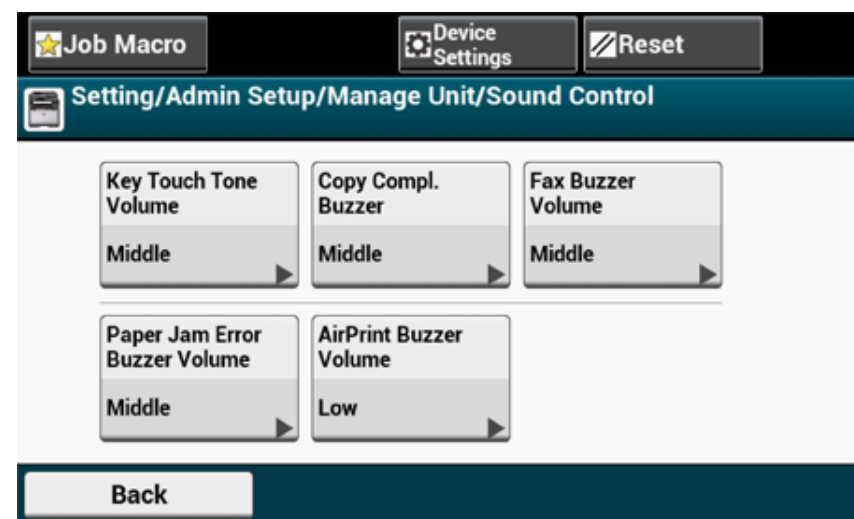 Job Macro
Device
Settings
Reset
Setting/Admin Setup/Manage Unit/Sound Control
Key Touch Tone
Volume
Middle
Copy Compl.
Buzzer
Middle
Fax Buzzer
Volume
Middle
Paper Jam Error
Buzzer Volume
Middle
AirPrint Buzzer
Volume
Low
Back